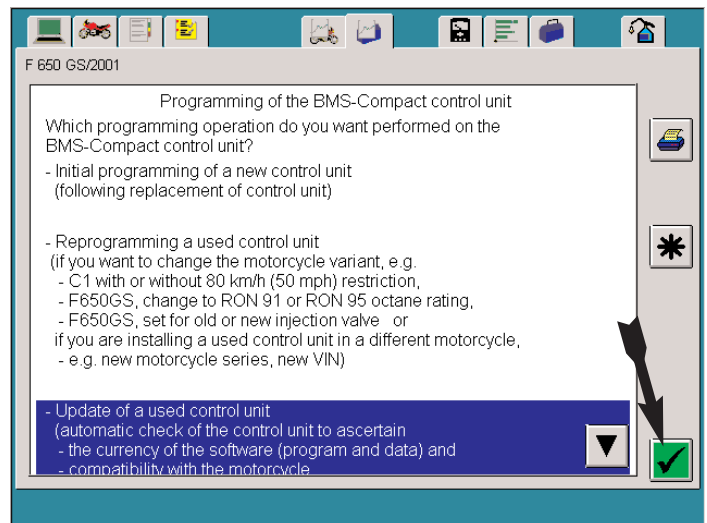 F 650 GS/2001
Programming of the BMS-Compact control unit
Which programming operation do you want performed on the
BMS-Compact control unit?
- Initial programming of a new control unit
(following replacement of control unit)
- Reprogramming a used control unit
(if you want to change the motorcycle variant, e.g.
- C1 with or without 80 km/h (50 mph) restriction,
- F650GS, change to RON 91 or RON 95 octane rating,
- F650GS, set for old or new injection valve or
if you are installing a used control unit in a different motorcycle,
- e.g. new motorcycle series, new VIN)
- Update of a used control unit
(automatic check of the control unit to ascertain
- the currency of the software (program and data) and
- compatibility with the motorcycle